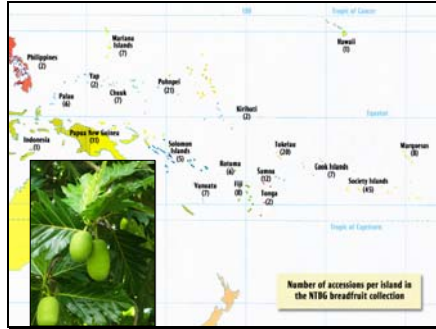 180
Tropic of Cancer
Mariana
Islands
(7)
Hawaii
(1)
Philippines
(2)
Yap
(2)
Pohnpei
(21)
Palau
(6)
Chuuk
(7)
Kiribati
(2)
Equator
Papua New Guinea
(11)
Indonesia
(1)
Solomon
Islands
(5)
Tokelau
(20)
Marquesas
(8)
Rotuma
(6)
Samoa
(12)
Cook Islands
(7)
Society Islands
(45)
Vanuatu
(7)
Fiji
(8)
Tonga
(2)
Tropic of Capricorn
Number of accessions per island in
the NTBG breadfruit collection